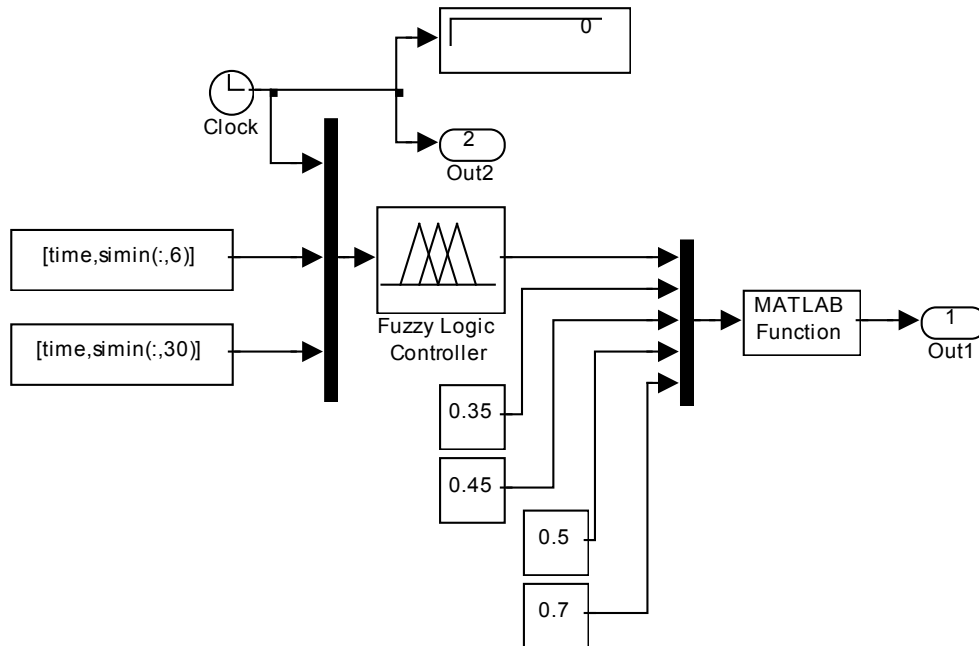 0
Clock
2
Out2
[time,simin(:,6)]
[time,simin(:,30)]
Fuzzy Logic
Controller
MATLAB
Function
1
Out1
0.35
0.45
0.5
0.7